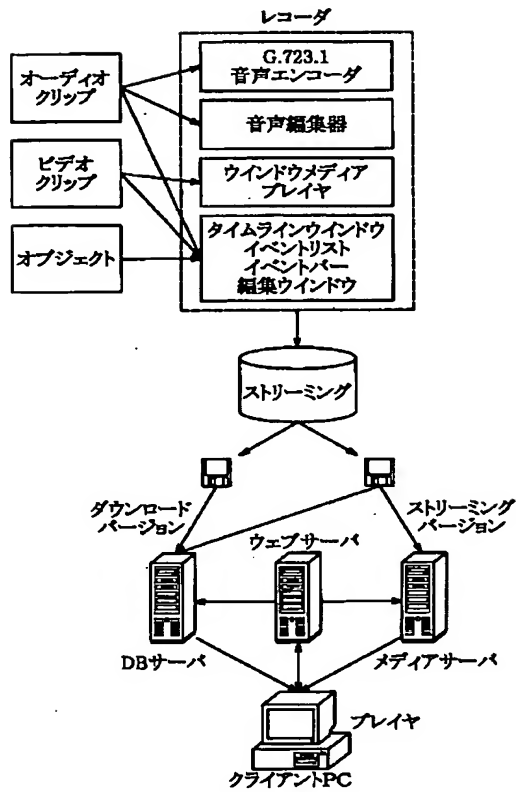 レコーダ
オーディオ
クリップ
ビデオ
クリップ
オブジェクト
G.723.1
音声エンコーダ
音声編集器
ウインドウメディア
プレイヤ
タイムラインウインドウ
イベントリスト
イベントバー
編集ウインドウ
ストリーミング
ダウンロード
バージョン
ストリーミング
バージョン
ウェブサーバ
DBサーバ
メディアサーバ
プレイヤ
クライアントPC